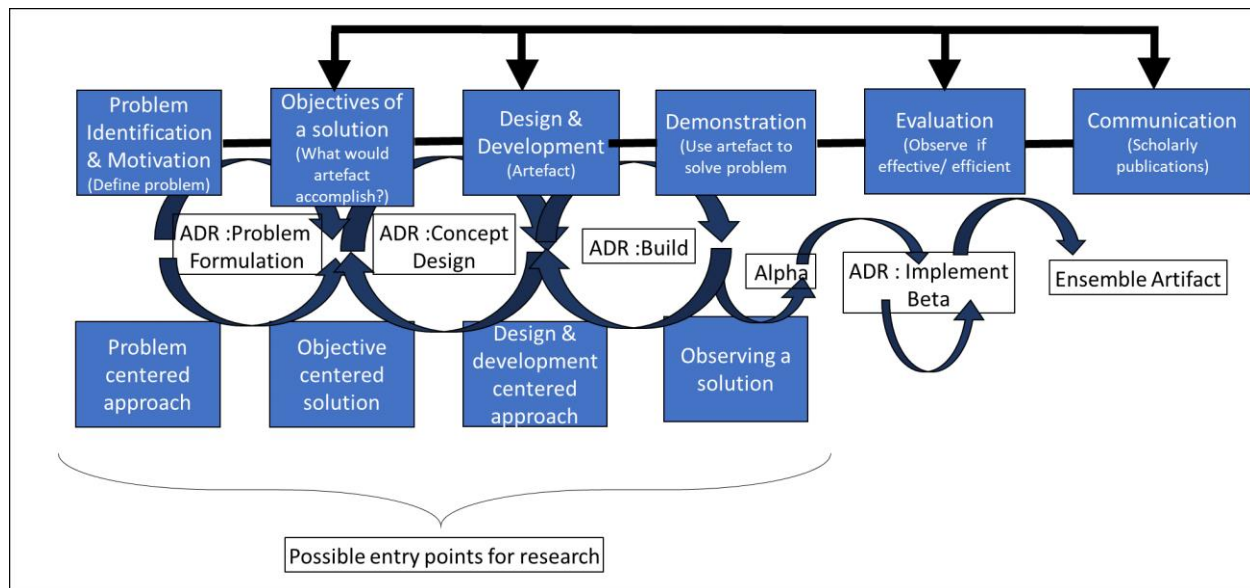 Problem
Identification
& Motivation
(Define problem)
Objectives of
a solution
(What would
artefact
accomplish?)
Design &
Development
(Artefact)
Demonstration
(Use artefact to
solve problem
Evaluation
(Observe if
effective/ efficient
Communication
(Scholarly
publications)
ADR :Problem
Formulation
ADR :Concept
Design
ADR :Build
Alpha
ADR : Implement
Beta
Ensemble Artifact
Problem
centered
approach
Objective
centered
solution
Design &
development
centered
approach
Observing a
solution
Possible entry points for research